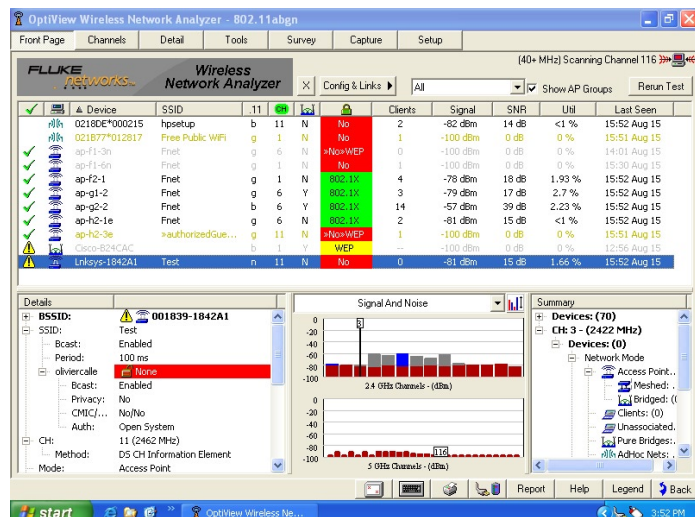 OptiView Wireless Network Analyzer - 802.11abgn
Front Page Channels Detail Tools Survey Capture Setup
(40+ MHz) Scanning Channel 116
FLUKE networks. Wireless Network Analyzer X Config & Links All Show AP Groups Rerun Test
Device SSID .11 CH Clients Signal SNR Util Last Seen
0218DE*000215 hpsetup b 11 N No 2 -82 dBm 14 dB <1 % 15:52 Aug 15
021B77*012817 Free Public WiFi g 1 N No 1 -100 dBm 0 dB 0 % 15:51 Aug 15
ap-f1-3n Fnet g 6 N »No»WEP 0 -100 dBm 0 dB 0 % 14:01 Aug 15
ap-f1-6n Fnet g 1 N No 1 -100 dBm 0 dB 0 % 15:30 Aug 15
ap-f2-1 Fnet g 1 N 802.1X 4 -78 dBm 18 dB 1.93 % 15:52 Aug 15
ap-g1-2 Fnet g 6 Y 802.1X 3 -79 dBm 17 dB 2.7 % 15:52 Aug 15
ap-g2-2 Fnet b 6 Y 802.1X 14 -57 dBm 39 dB 2.23 % 15:52 Aug 15
ap-h2-1e Fnet g 6 N 802.1X 2 -81 dBm 15 dB <1 % 15:52 Aug 15
ap-h2-3e »authorizedGue... g 11 N »No»WEP 1 -100 dBm 0 dB 0 % 15:51 Aug 15
Cisco-B24CAC b 1 Y WEP -- -100 dBm 0 dB 0 % 12:56 Aug 15
Lnksys-1842A1 Test n 11 N No 0 -81 dBm 15 dB 1.66 % 15:52 Aug 15
Details Signal And Noise Summary
BSSID: 001839-1842A1
SSID: Test
Bcast: Enabled
Period: 100 ms
oliviercalle None
Bcast: Enabled
Privacy: No
CMIC/... No/No
Auth: Open System
CH: 11 (2462 MHz)
Method: DS CH Information Element
Mode: Access Point
0
-20
-40
-60
-80
-100
3
2.4 GHz Channels - (dBm)
0
-20
-40
-60
-80
-100
116
5 GHz Channels - (dBm)
Devices: (70)
CH: 3 - (2422 MHz)
Devices: (0)
Network Mode
Access Point..
Meshed: .
Bridged: (
Clients: (0)
Unassociated.
Pure Bridges:.
AdHoc Nets: .
Report Help Legend Back
start OptiView Wireless Ne... 3:52 PM